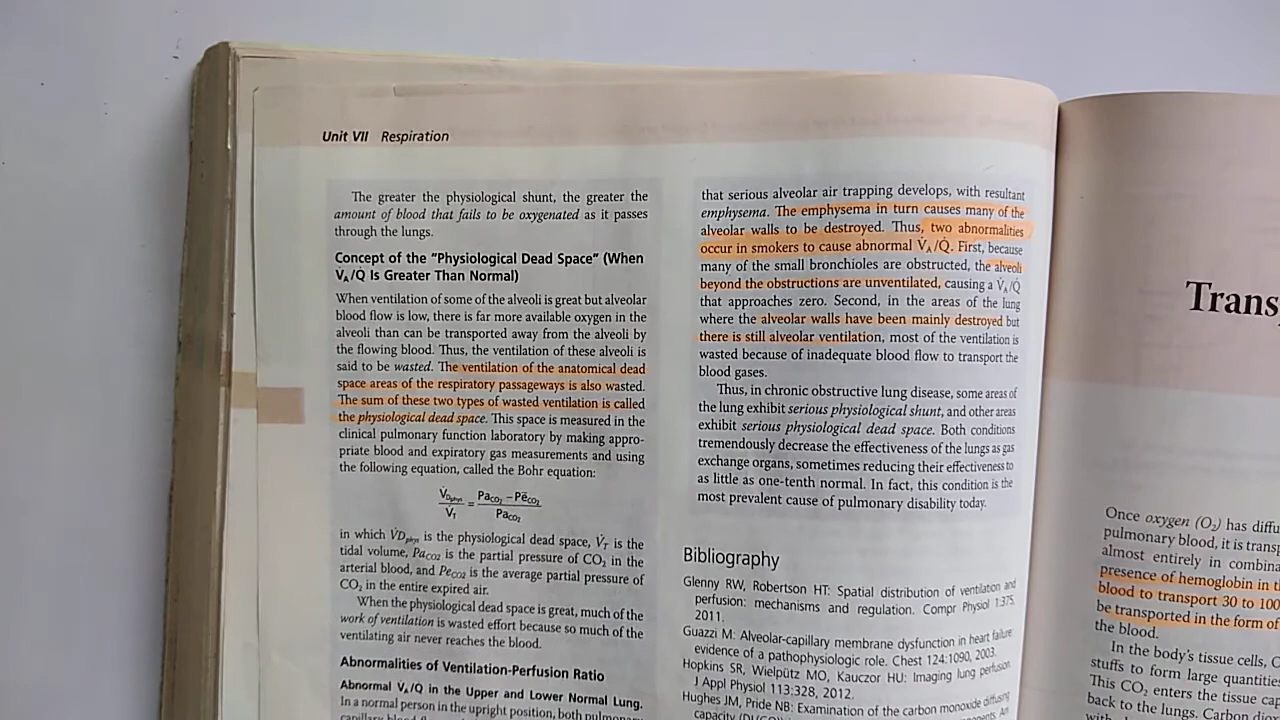 Unit VII Respiration
The greater the physiological shunt, the greater the
amount of blood that fails to be oxygenated as it passes
through the lungs.
Concept of the “Physiological Dead Space” (When
V̇A/Q̇ Is Greater Than Normal)
When ventilation of some of the alveoli is great but alveolar
blood flow is low, there is far more available oxygen in the
alveoli than can be transported away from the alveoli by
the flowing blood. Thus, the ventilation of these alveoli is
said to be wasted. The ventilation of the anatomical dead
space areas of the respiratory passageways is also wasted.
The sum of these two types of wasted ventilation is called
the physiological dead space. This space is measured in the
clinical pulmonary function laboratory by making appro-
priate blood and expiratory gas measurements and using
the following equation, called the Bohr equation:
V̇Dphys / V̇T = PaCO2 – PēCO2 / PaCO2
in which V̇Dphys is the physiological dead space, V̇T is the
tidal volume, PaCO2 is the partial pressure of CO2 in the
arterial blood, and PeCO2 is the average partial pressure of
CO2 in the entire expired air.
When the physiological dead space is great, much of the
work of ventilation is wasted effort because so much of the
ventilating air never reaches the blood.
Abnormalities of Ventilation-Perfusion Ratio
Abnormal V̇A/Q̇ in the Upper and Lower Normal Lung.
In a normal person in the upright position, both pulmonary
capillary blood
that serious alveolar air trapping develops, with resultant
emphysema. The emphysema in turn causes many of the
alveolar walls to be destroyed. Thus, two abnormalities
occur in smokers to cause abnormal V̇A/Q̇. First, because
many of the small bronchioles are obstructed, the alveoli
beyond the obstructions are unventilated, causing a V̇A/Q̇
that approaches zero. Second, in the areas of the lung
where the alveolar walls have been mainly destroyed but
there is still alveolar ventilation, most of the ventilation is
wasted because of inadequate blood flow to transport the
blood gases.
Thus, in chronic obstructive lung disease, some areas of
the lung exhibit serious physiological shunt, and other areas
exhibit serious physiological dead space. Both conditions
tremendously decrease the effectiveness of the lungs as gas
exchange organs, sometimes reducing their effectiveness to
as little as one-tenth normal. In fact, this condition is the
most prevalent cause of pulmonary disability today.
Bibliography
Glenny RW, Robertson HT: Spatial distribution of ventilation and
perfusion: mechanisms and regulation. Compr Physiol 1:375,
2011.
Guazzi M: Alveolar-capillary membrane dysfunction in heart failure:
evidence of a pathophysiologic role. Chest 124:1090, 2003.
Hopkins SR, Wielpütz MO, Kauczor HU: Imaging lung perfusion.
J Appl Physiol 113:328, 2012.
Hughes JM, Pride NB: Examination of the carbon monoxide diffusing
capacity
Trans
Once oxygen (O2) has diffu
pulmonary blood, it is transp
almost entirely in combina
presence of hemoglobin in t
blood to transport 30 to 100
be transported in the form of
the blood.
In the body's tissue cells,
stuffs to form large quantities
This CO2 enters the tissue cap
back to the lungs. Carbon di